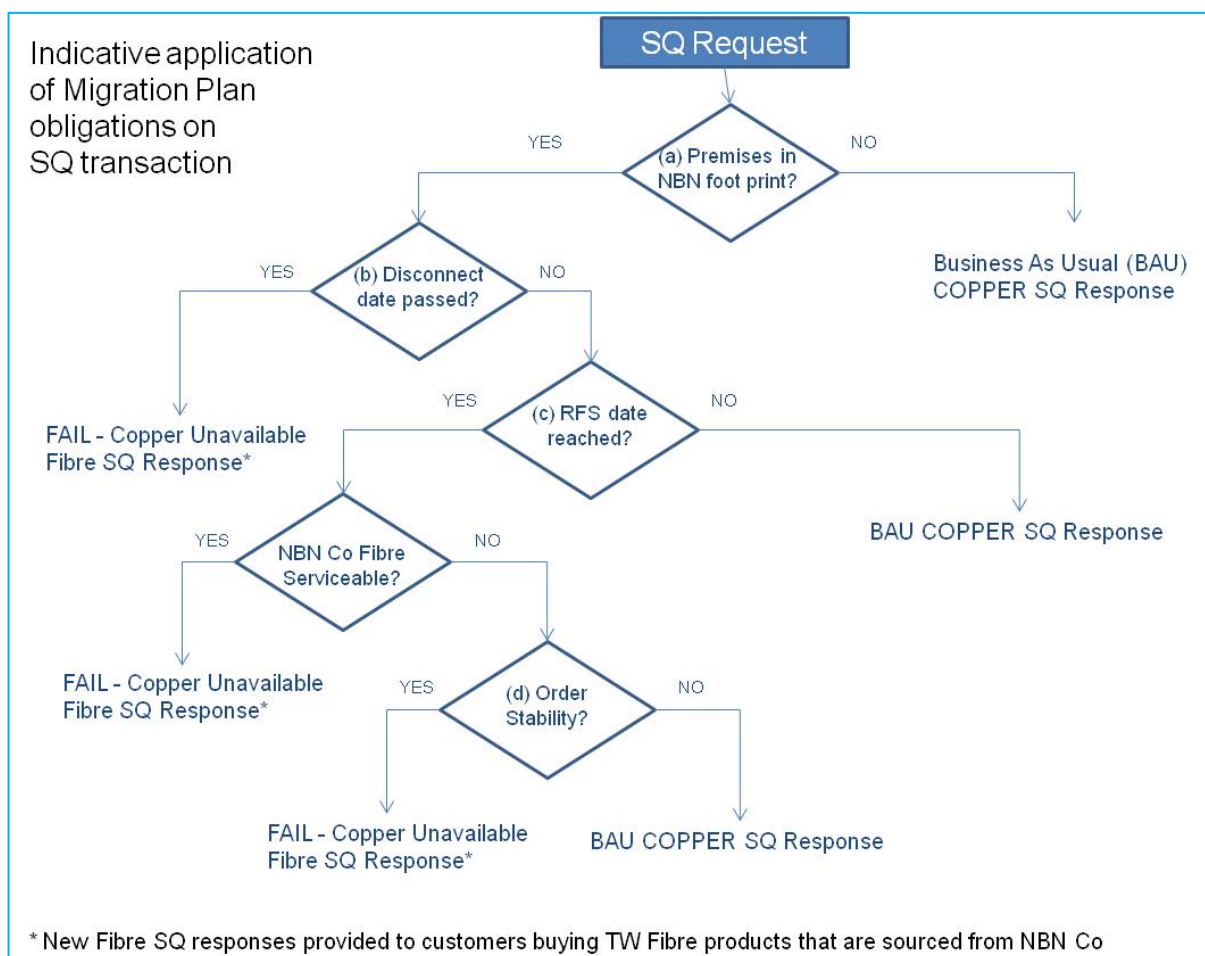 Indicative application
of Migration Plan
obligations on
SQ transaction
SQ Request
YES
(a) Premises in
NBN foot print?
NO
YES
(b) Disconnect
date passed?
NO
Business As Usual (BAU)
COPPER SQ Response
FAIL - Copper Unavailable
Fibre SQ Response*
YES
(c) RFS date
reached?
NO
BAU COPPER SQ Response
YES
NBN Co Fibre
Serviceable?
NO
FAIL - Copper Unavailable
Fibre SQ Response*
YES
(d) Order
Stability?
NO
FAIL - Copper Unavailable
Fibre SQ Response*
BAU COPPER SQ Response
* New Fibre SQ responses provided to customers buying TW Fibre products that are sourced from NBN Co